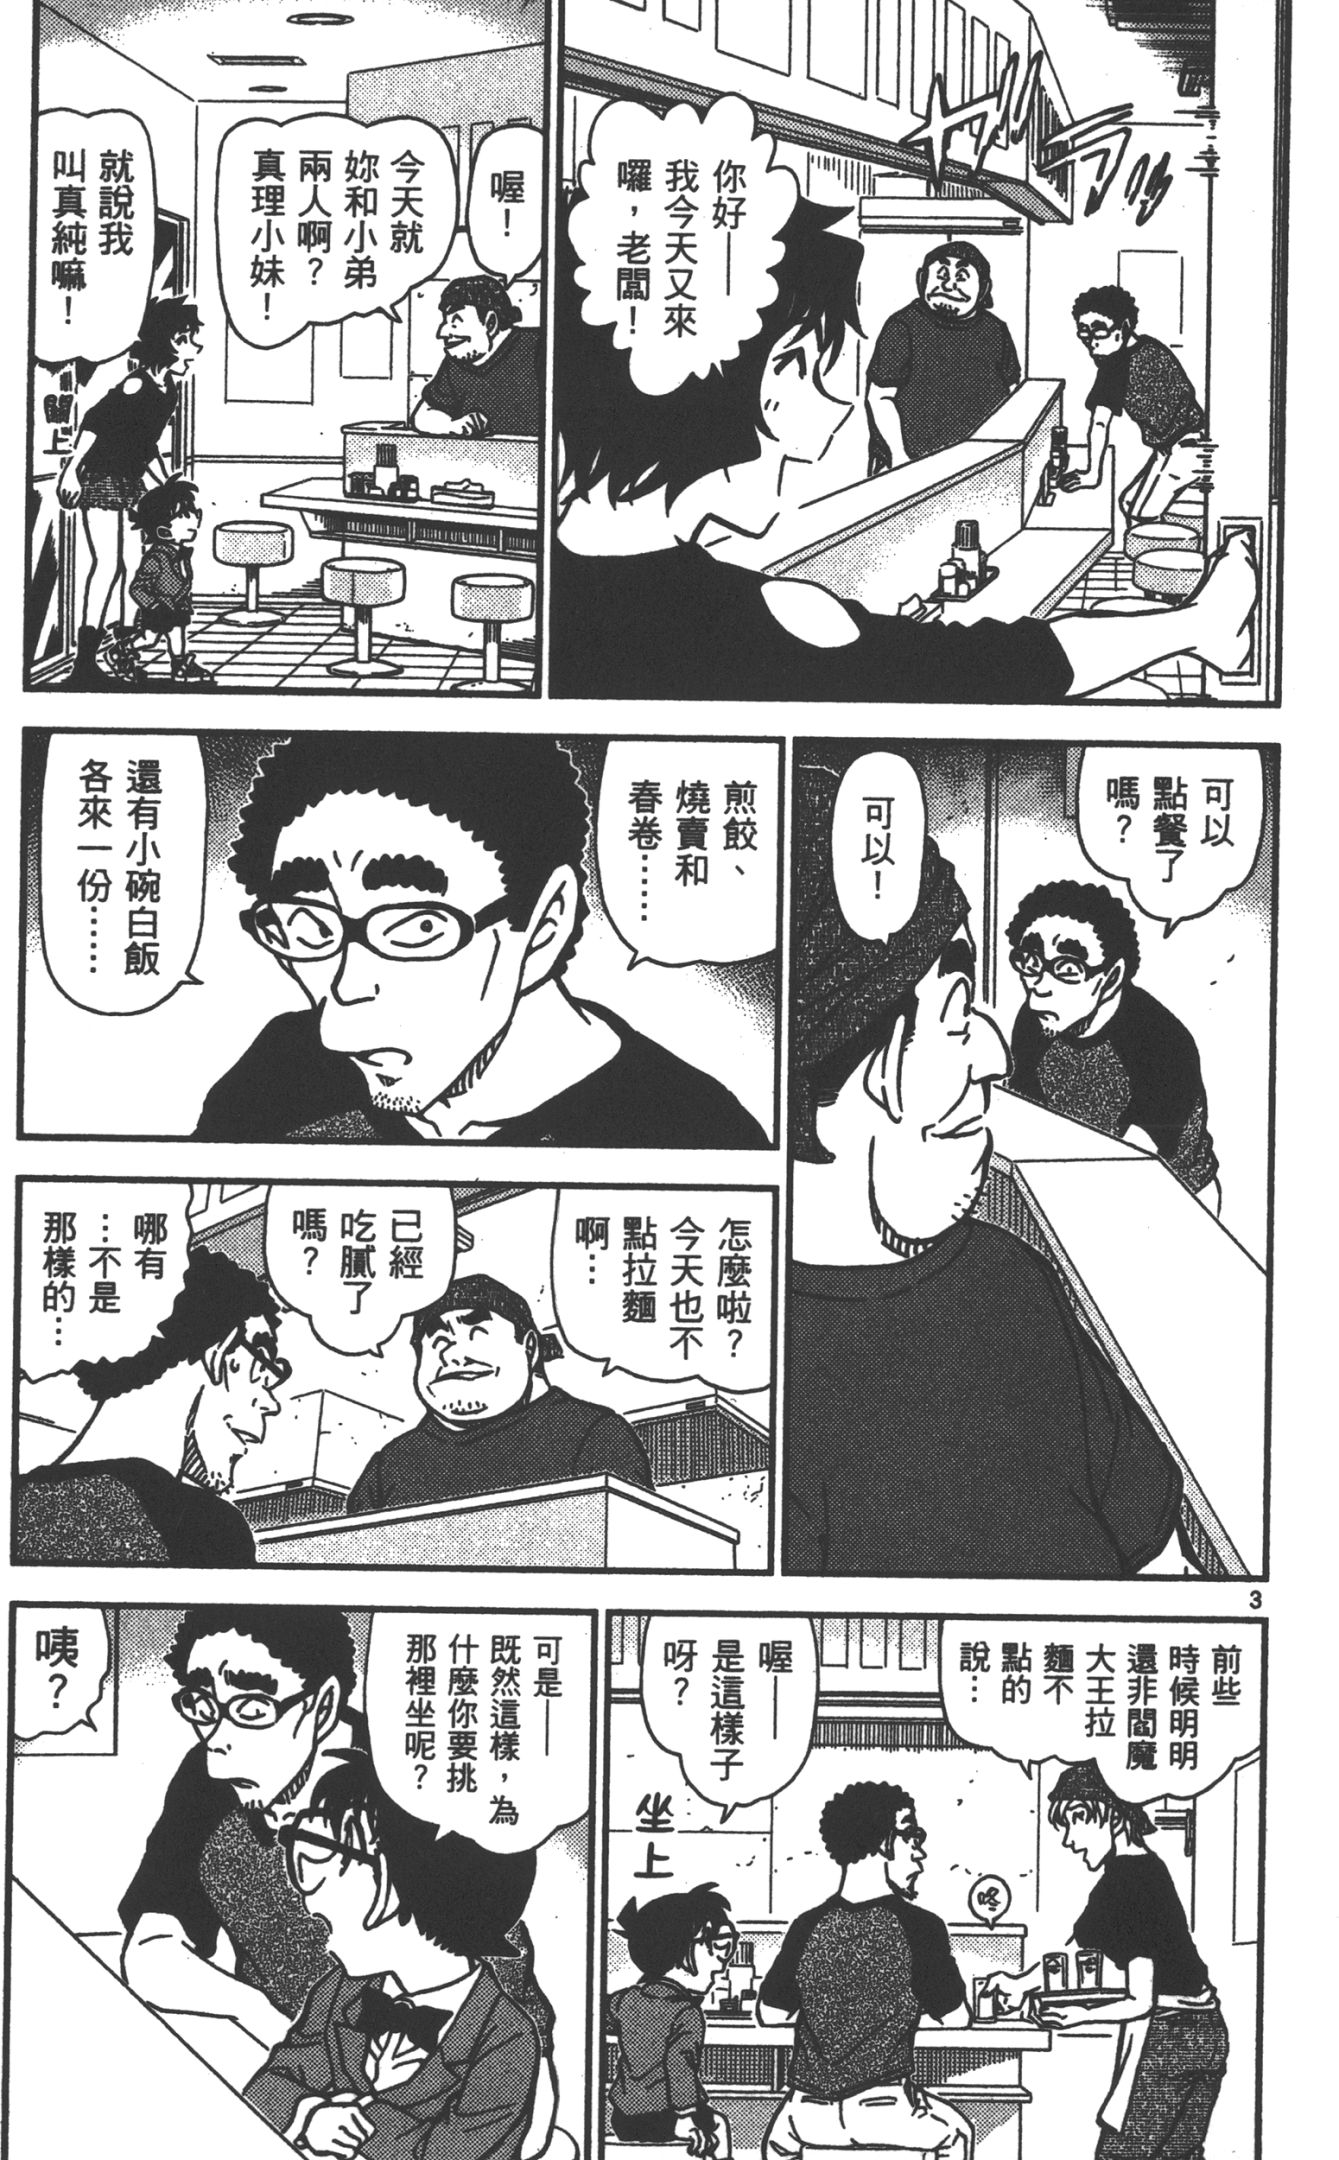 ガラッ
你好——
我今天又來
囉，老闆！
喔！
今天就
妳和小弟
兩人啊？
真理小妹！
就說我
叫真純嘛！
關上
可以
點餐了
嗎？
可以！
煎餃、
燒賣和
春卷……
還有小碗白飯
各來一份……
怎麼啦？
今天也不
點拉麵
啊…
已經
吃膩了
嗎？
哪有
…不是
那樣的…
3
前些
時候明明
還非閻魔
大王拉
麵不
點的
說…
喔——
是這樣子
呀？
咚
坐上
可是——
既然這樣，為
什麼你要挑
那裡坐呢？
咦？